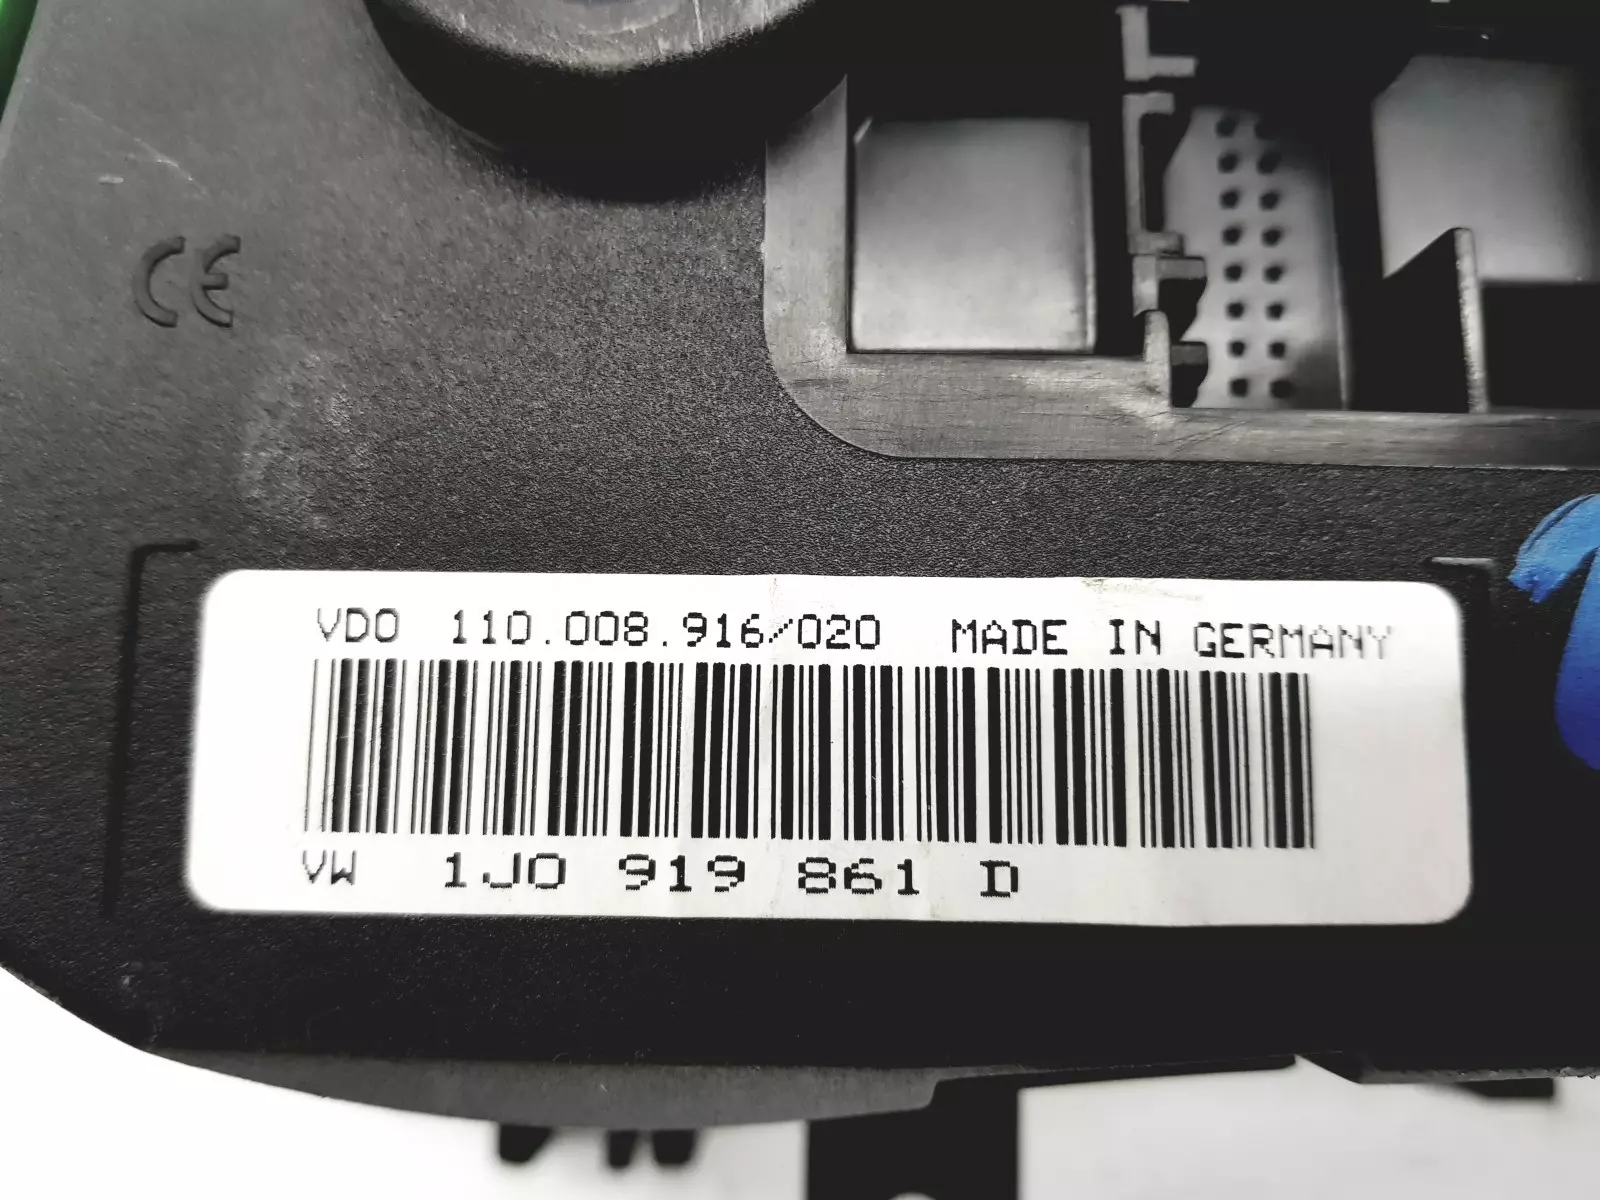 CE
VDO 110.008.916/020 MADE IN GERMANY
VW 1J0 919 861 D